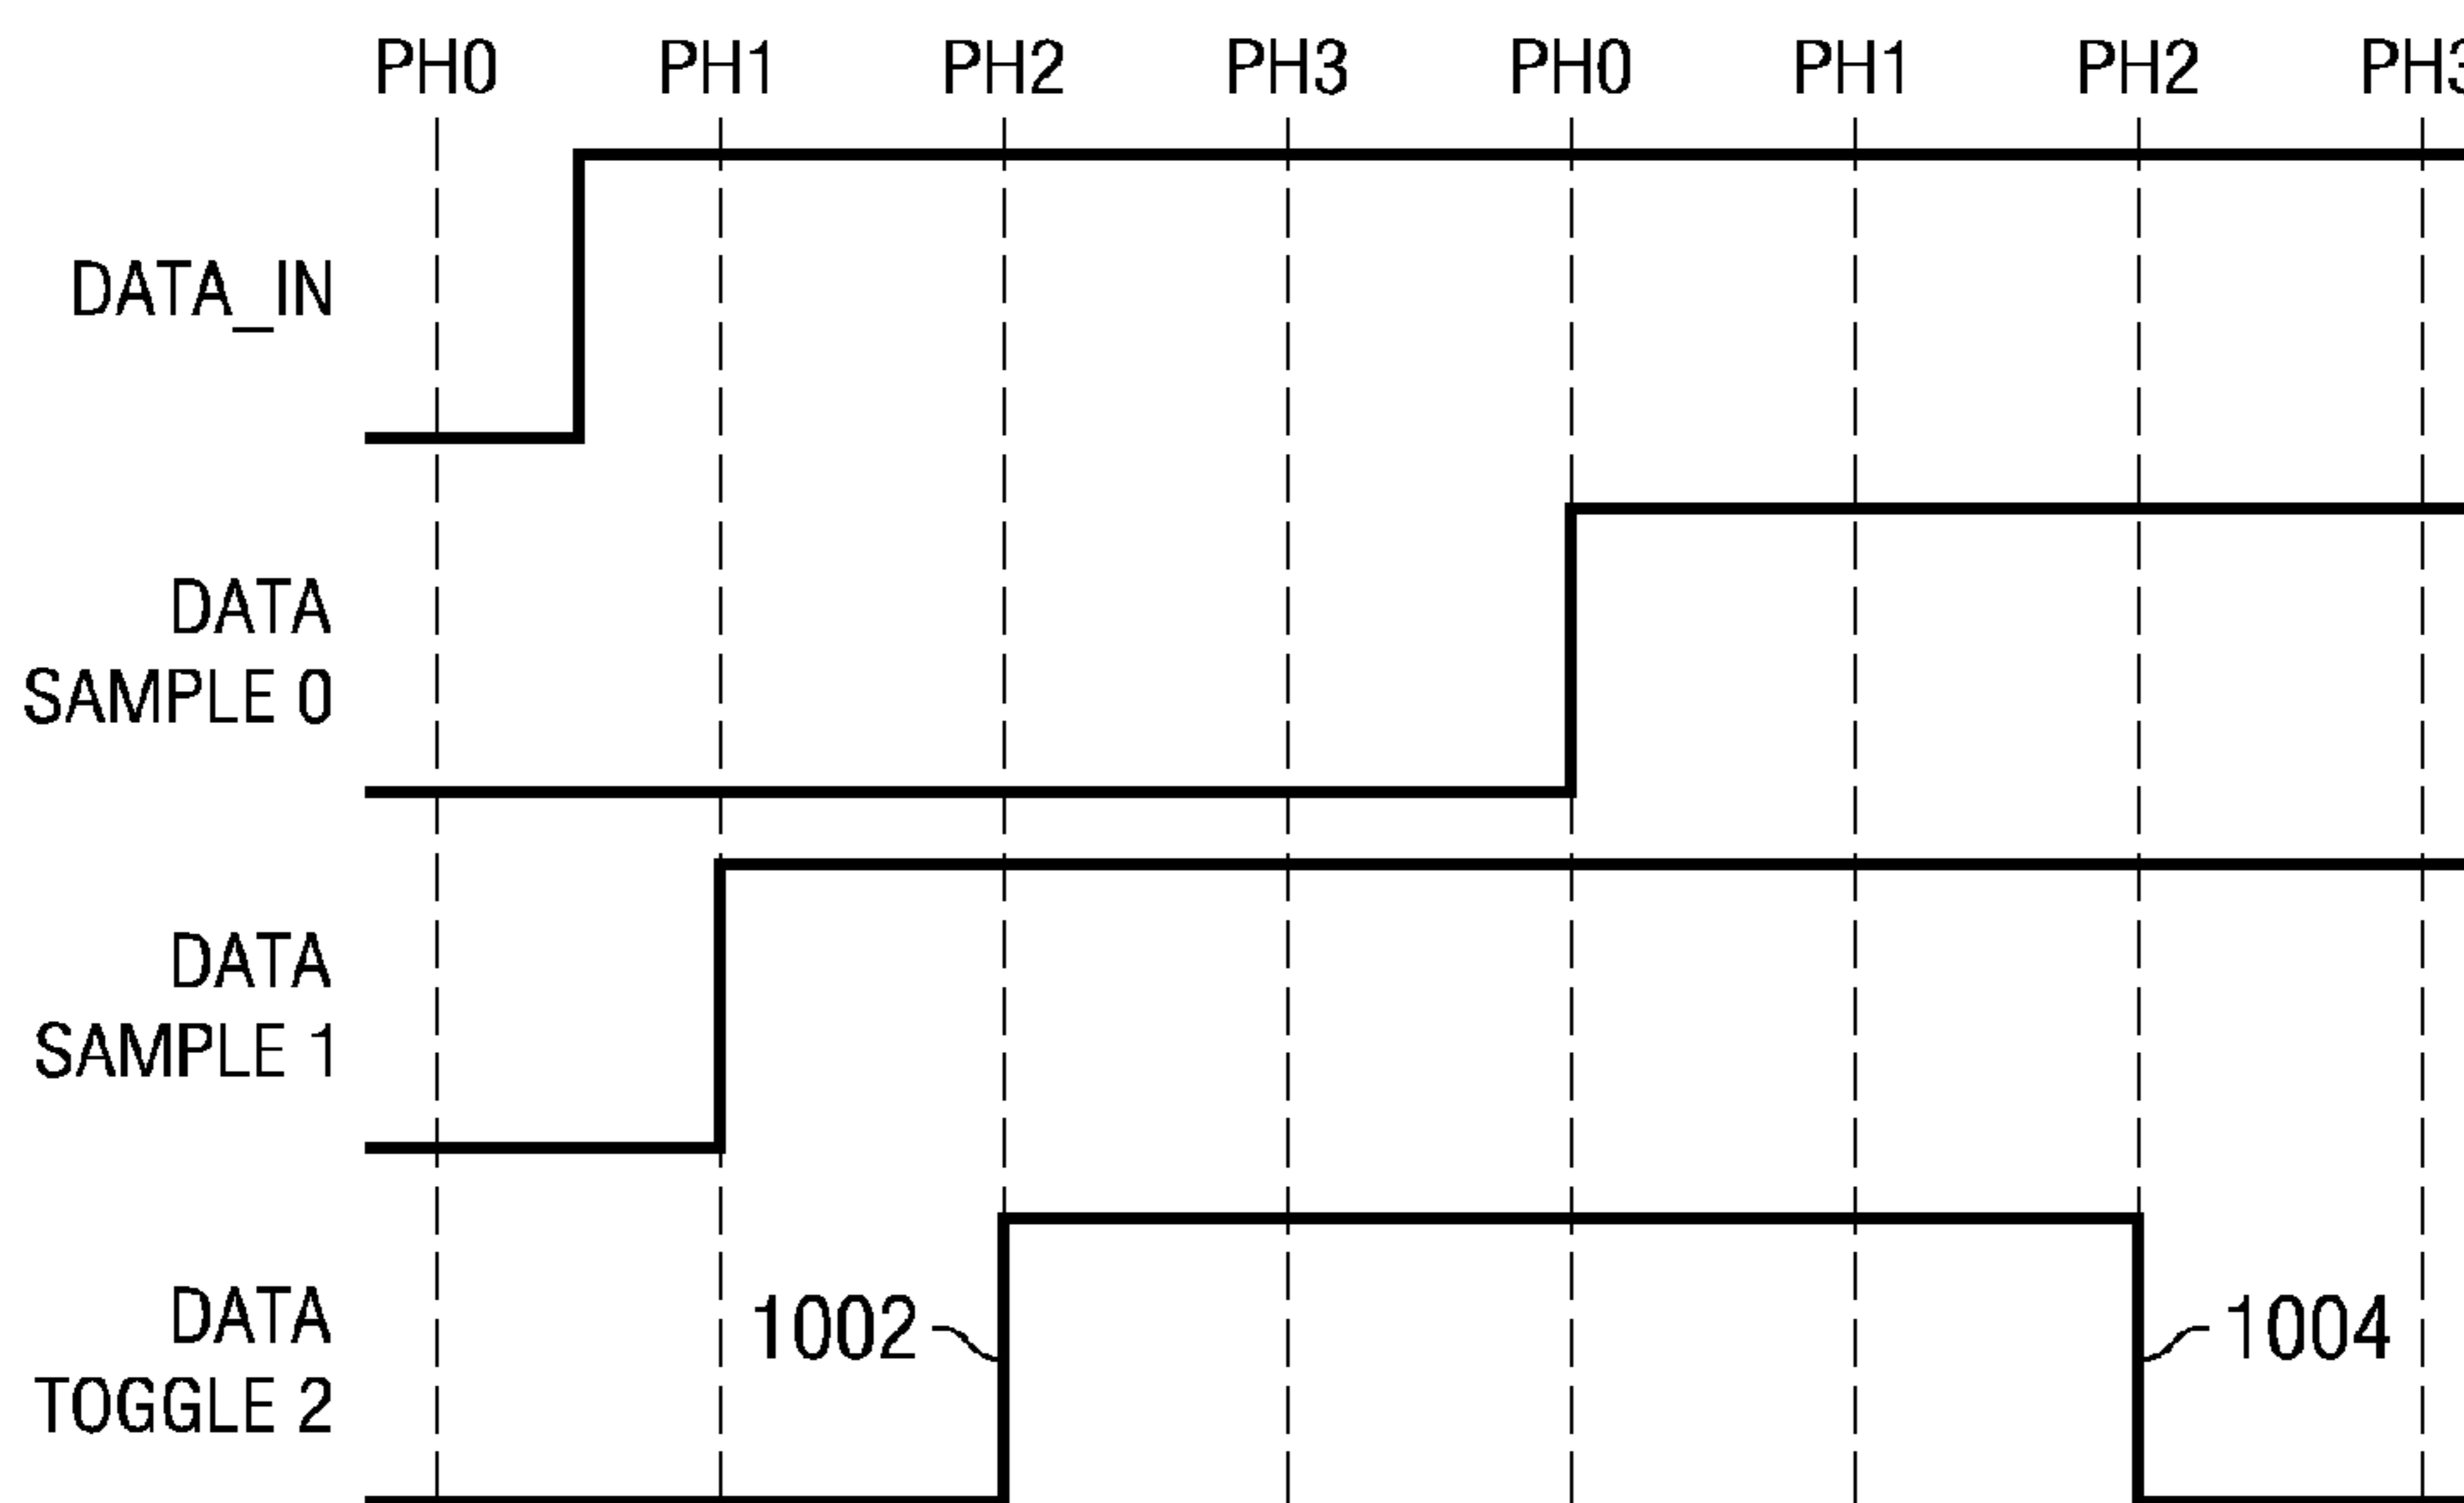 PH0 PH1 PH2 PH3 PH0 PH1 PH2 PH3
DATA_IN
DATA
SAMPLE 0
DATA
SAMPLE 1
DATA
TOGGLE 2
1002
1004